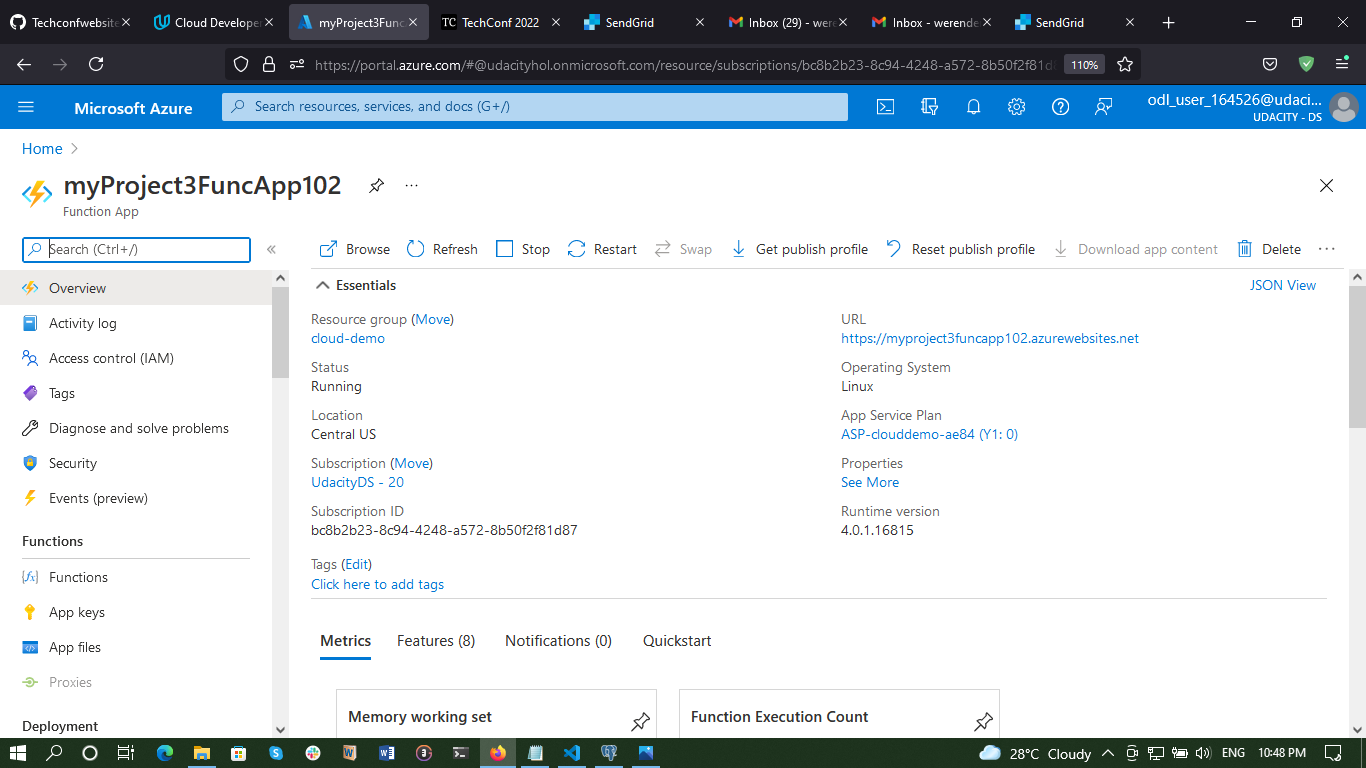 Techconfwebsite
Cloud Developer
myProject3Func
TC TechConf 2022
SendGrid
Inbox (29) - were
Inbox - werende
SendGrid
https://portal.azure.com/#@udacityhol.onmicrosoft.com/resource/subscriptions/bc8b2b23-8c94-4248-a572-8b50f2f81d
110%
Microsoft Azure
Search resources, services, and docs (G+/)
odl_user_164526@udaci...
UDACITY - DS
Home
myProject3FuncApp102
...
Function App
Search (Ctrl+/)
«
Browse
Refresh
Stop
Restart
Swap
Get publish profile
Reset publish profile
Download app content
Delete
...
Overview
Activity log
Access control (IAM)
Tags
Diagnose and solve problems
Security
Events (preview)
Functions
Functions
App keys
App files
Proxies
Deployment
Essentials
JSON View
Resource group (Move)
cloud-demo
Status
Running
Location
Central US
Subscription (Move)
UdacityDS - 20
Subscription ID
bc8b2b23-8c94-4248-a572-8b50f2f81d87
Tags (Edit)
Click here to add tags
URL
https://myproject3funcapp102.azurewebsites.net
Operating System
Linux
App Service Plan
ASP-clouddemo-ae84 (Y1: 0)
Properties
See More
Runtime version
4.0.1.16815
Metrics
Features (8)
Notifications (0)
Quickstart
Memory working set
Function Execution Count
28°C Cloudy
ENG
10:48 PM